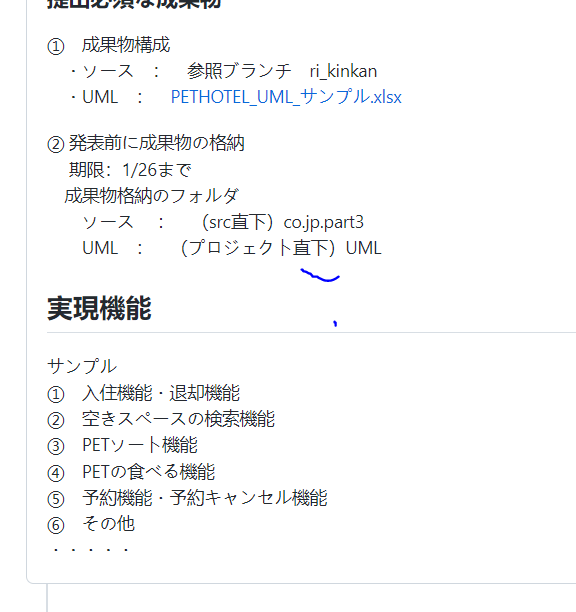 提出必須な成果物
①　成果物構成
・ソース　：　参照ブランチ　ri_kinkan
・UML　：　PETHOTEL_UML_サンプル.xlsx
② 発表前に成果物の格納
期限：1/26まで
成果物格納のフォルダ
ソース　：　（src直下）co.jp.part3
UML　：　（プロジェクト直下）UML
実現機能
サンプル
①　入住機能・退却機能
②　空きスペースの検索機能
③　PETソート機能
④　PETの食べる機能
⑤　予約機能・予約キャンセル機能
⑥　その他
・・・・・